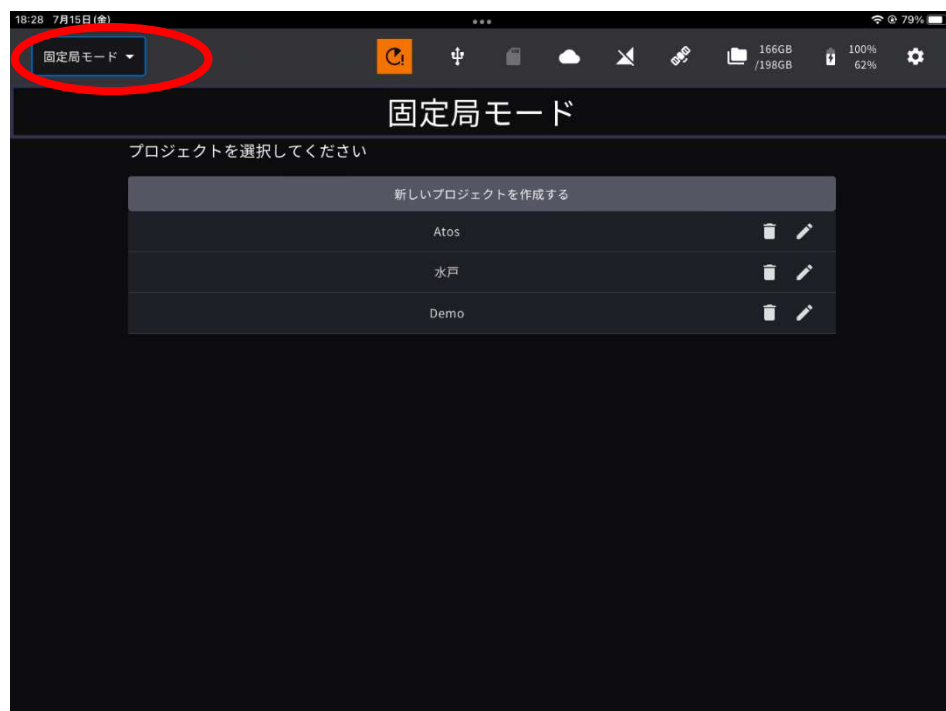 18:28 7月15日(金)
79%
固定局モード
166GB
/198GB
100%
62%
固定局モード
プロジェクトを選択してください
新しいプロジェクトを作成する
Atos
水戸
Demo